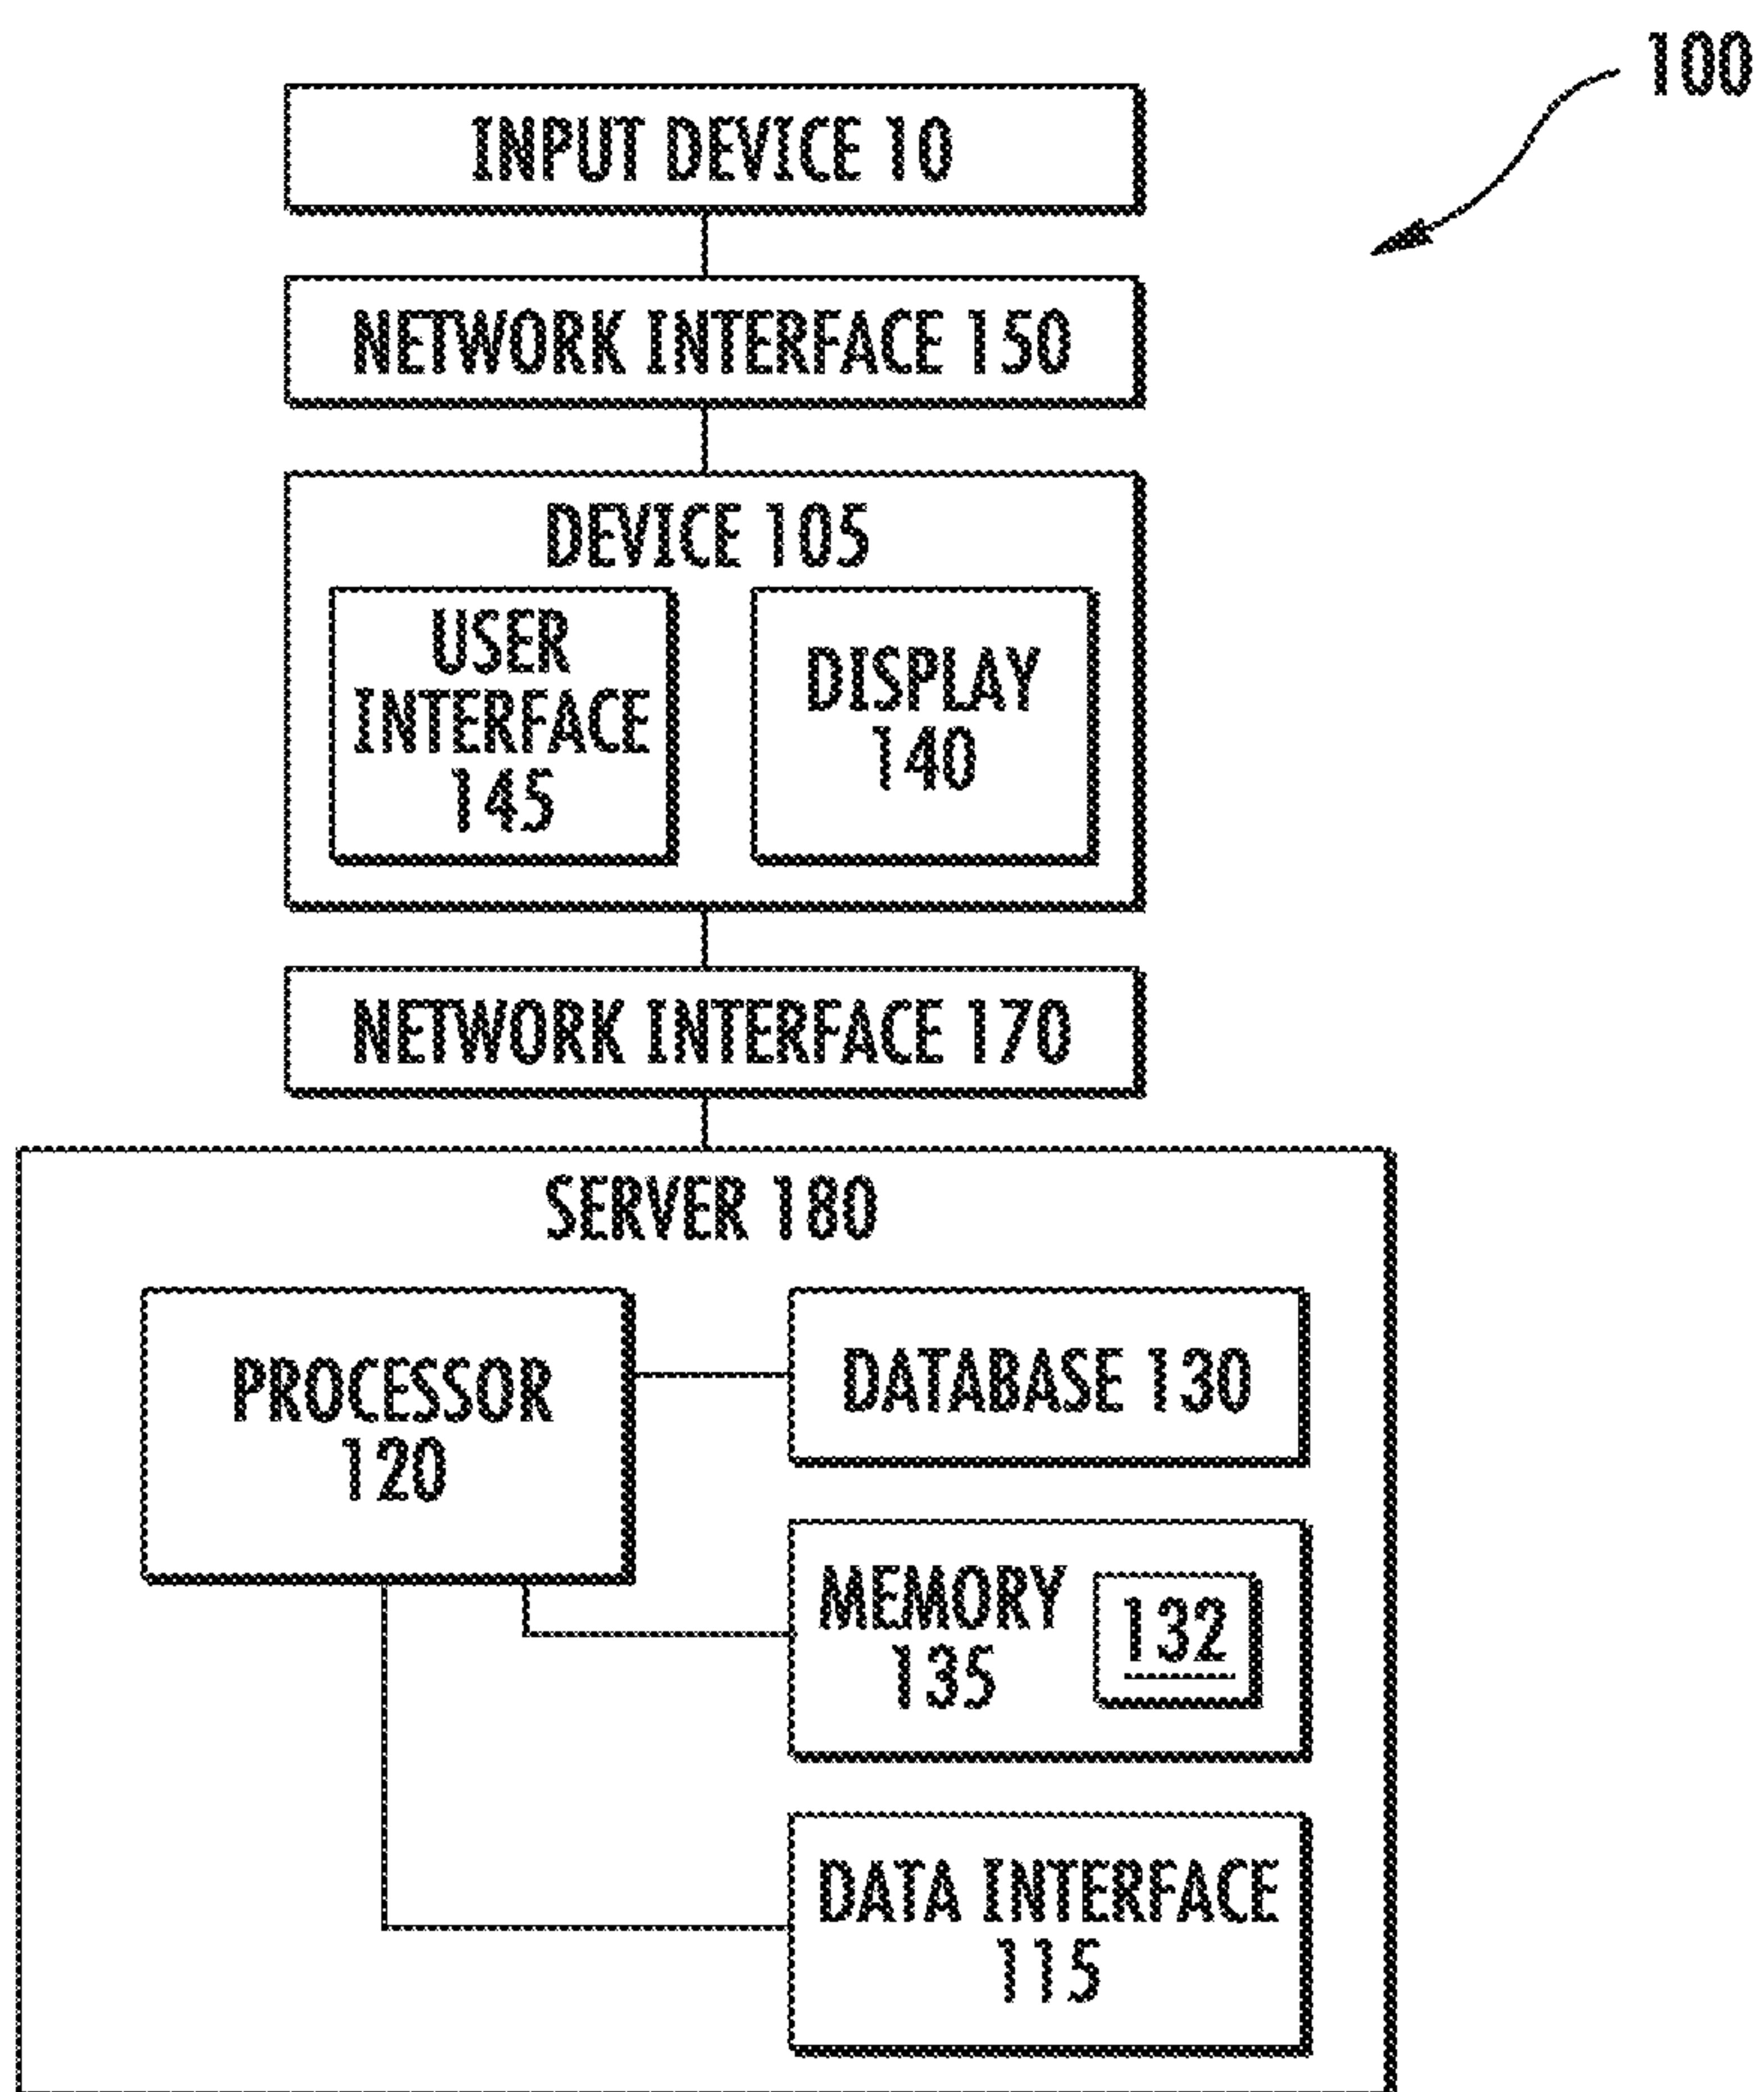 100
INPUT DEVICE 10
NETWORK INTERFACE 150
DEVICE 105
USER
INTERFACE
145
DISPLAY
140
NETWORK INTERFACE 170
SERVER 180
PROCESSOR
120
DATABASE 130
MEMORY
135
132
DATA INTERFACE
115